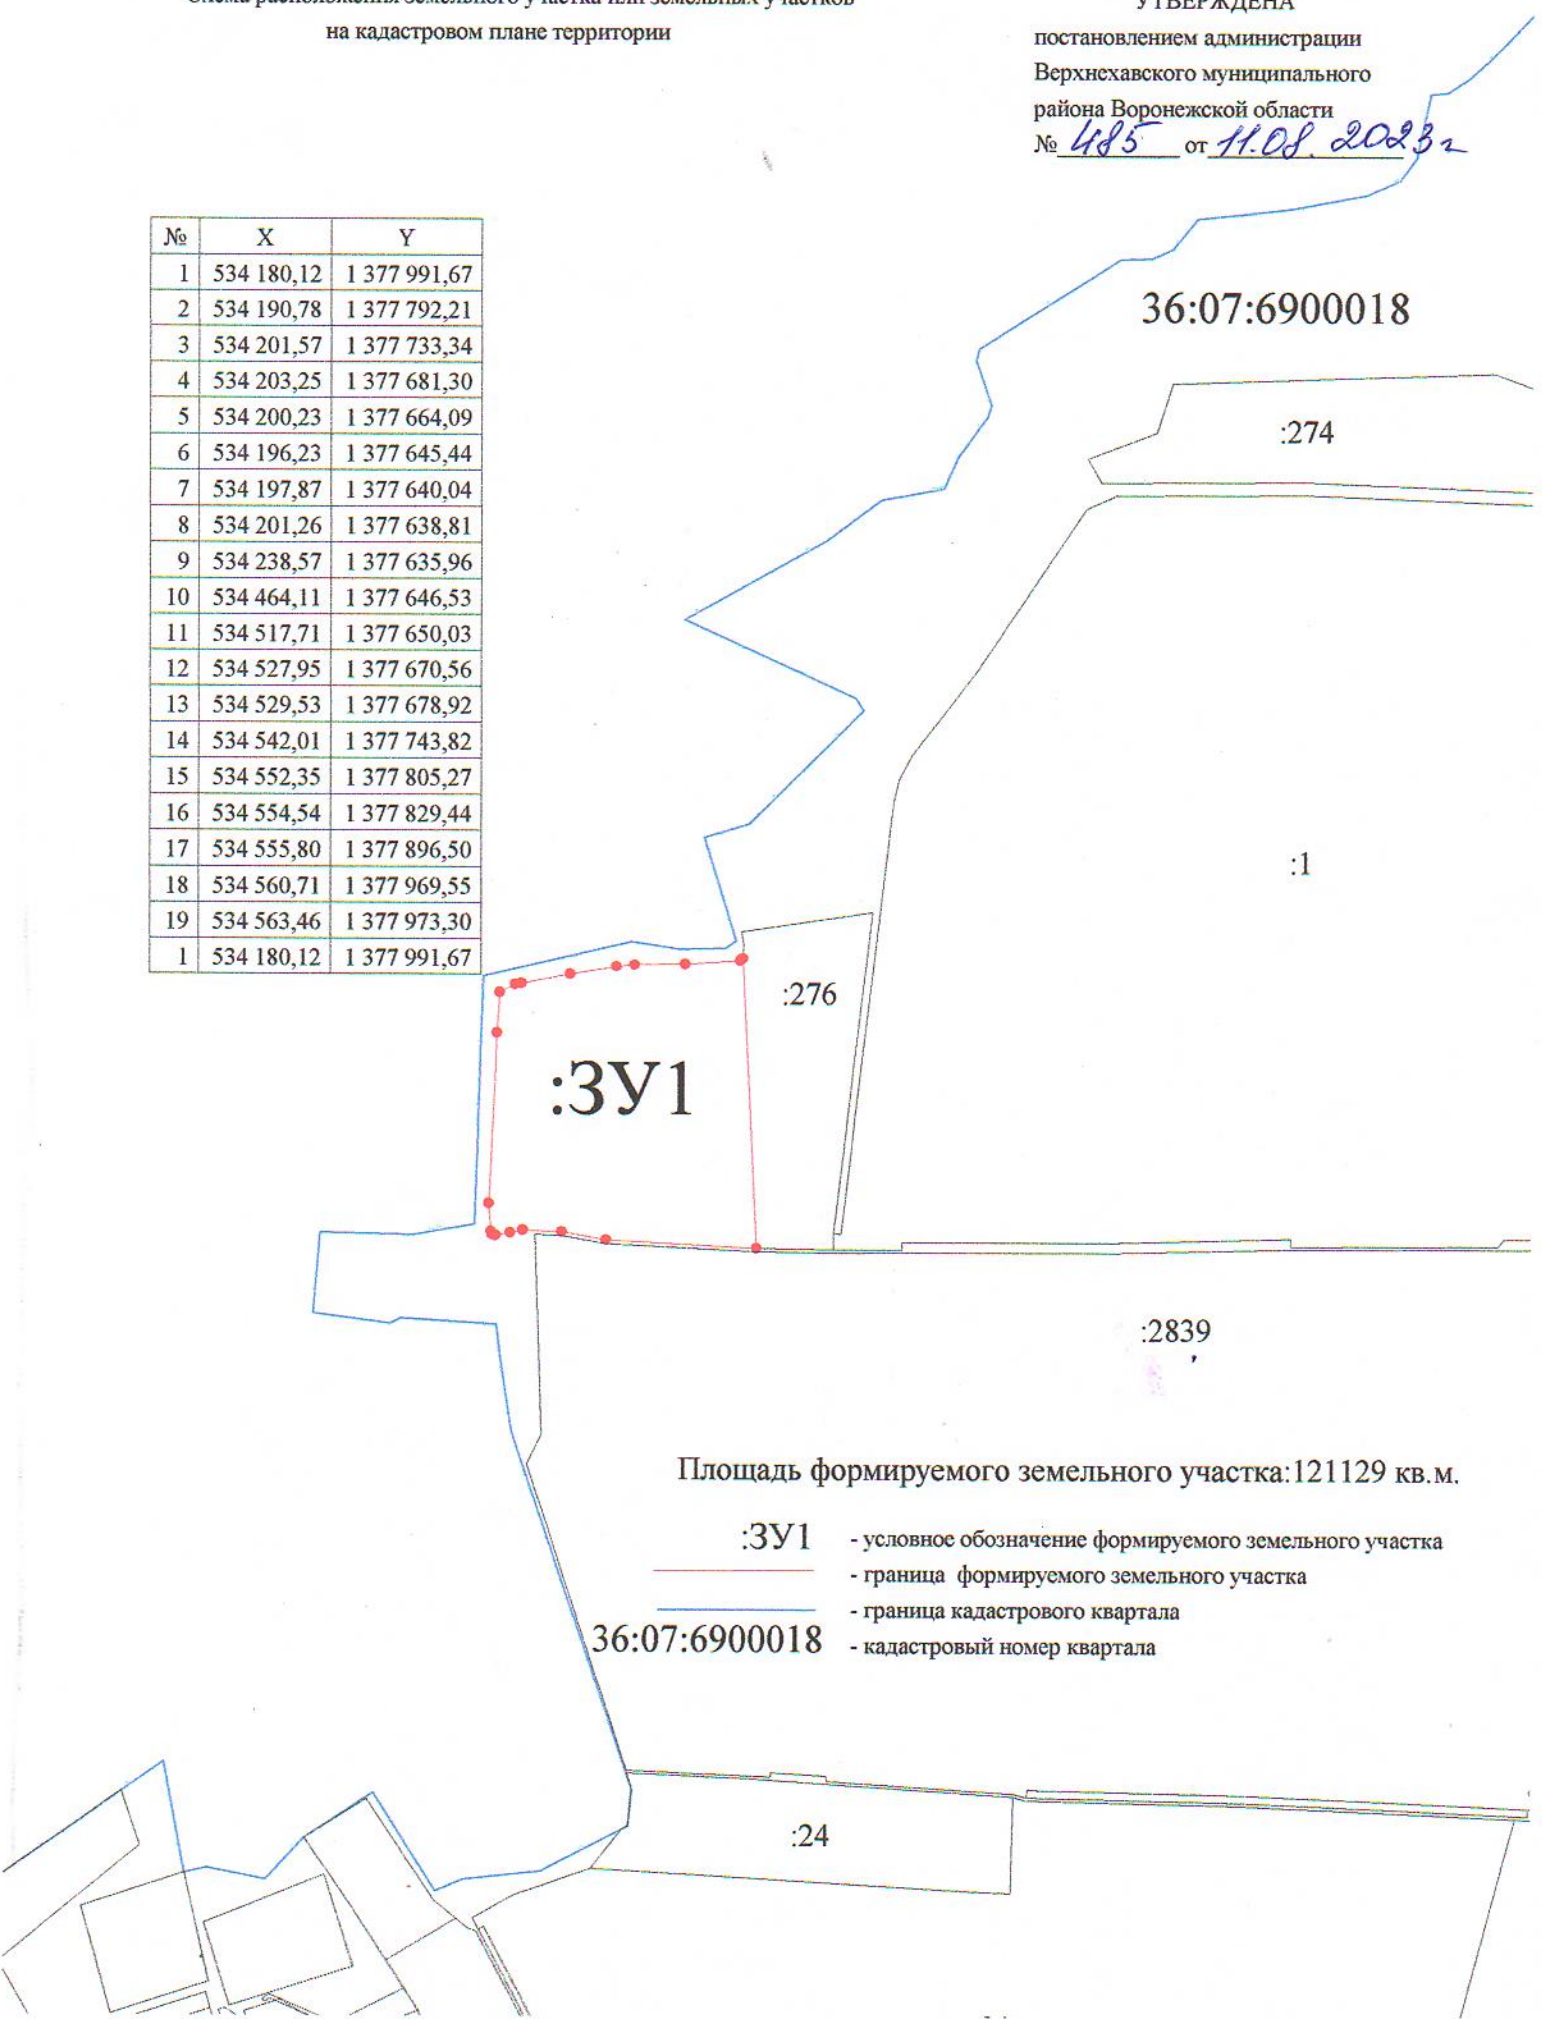 Схема расположения земельного участка или земельных участков
на кадастровом плане территории
УТВЕРЖДЕНА
постановлением администрации
Верхнехавского муниципального
района Воронежской области
№ 485 от 11.08.2023г
№ X Y
1 534 180,12 1 377 991,67
2 534 190,78 1 377 792,21
3 534 201,57 1 377 733,34
4 534 203,25 1 377 681,30
5 534 200,23 1 377 664,09
6 534 196,23 1 377 645,44
7 534 197,87 1 377 640,04
8 534 201,26 1 377 638,81
9 534 238,57 1 377 635,96
10 534 464,11 1 377 646,53
11 534 517,71 1 377 650,03
12 534 527,95 1 377 670,56
13 534 529,53 1 377 678,92
14 534 542,01 1 377 743,82
15 534 552,35 1 377 805,27
16 534 554,54 1 377 829,44
17 534 555,80 1 377 896,50
18 534 560,71 1 377 969,55
19 534 563,46 1 377 973,30
1 534 180,12 1 377 991,67
36:07:6900018
:274
:1
:276
:ЗУ1
:2839
Площадь формируемого земельного участка:121129 кв.м.
:ЗУ1 - условное обозначение формируемого земельного участка
- граница формируемого земельного участка
- граница кадастрового квартала
36:07:6900018 - кадастровый номер квартала
:24